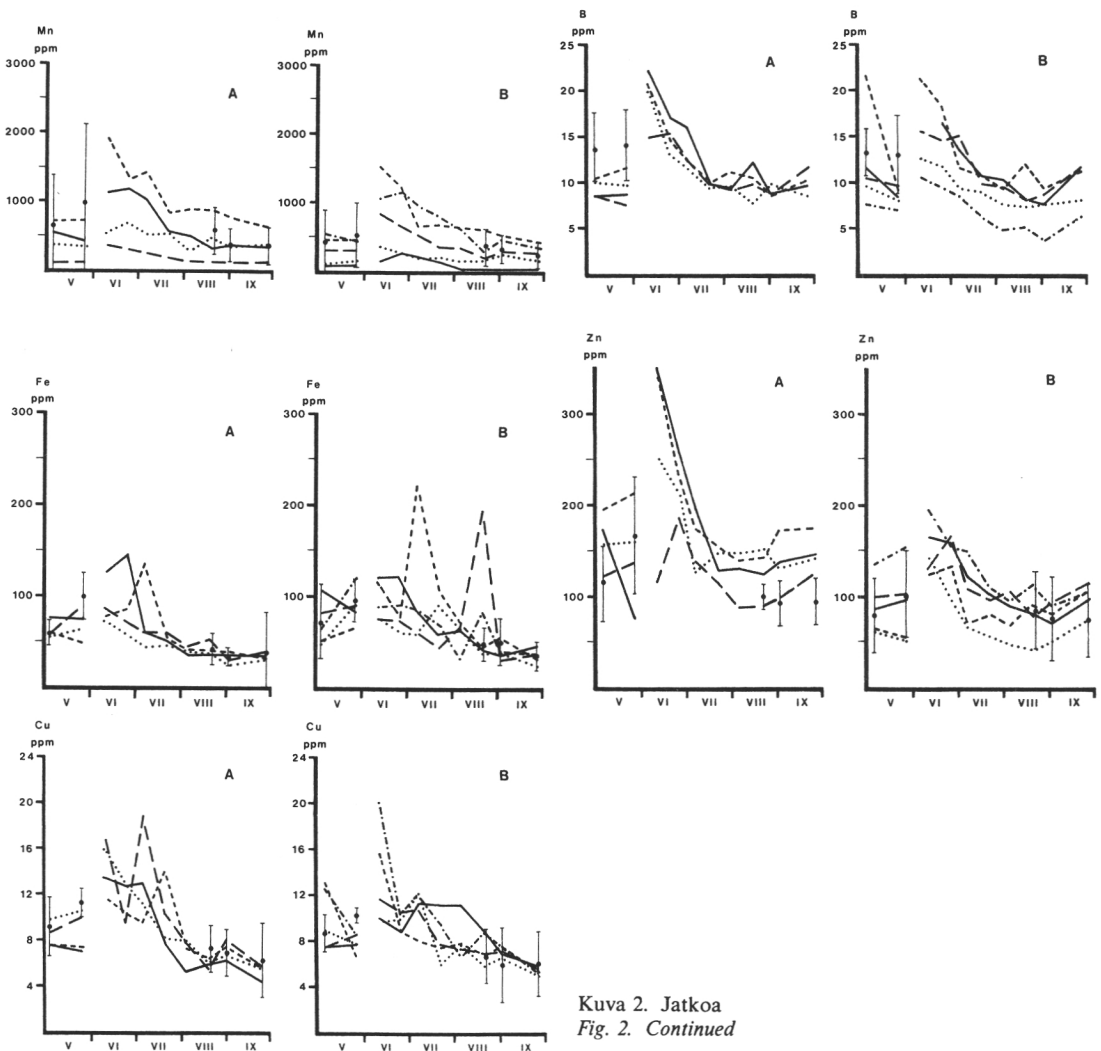 Mn
ppm
3000
2000
1000
A
V VI VII VIII IX
Mn
ppm
3000
2000
1000
B
V VI VII VIII IX
B
ppm
25
20
15
10
5
A
V VI VII VIII IX
B
ppm
25
20
15
10
5
B
V VI VII VIII IX
Fe
ppm
300
200
100
A
V VI VII VIII IX
Fe
ppm
300
200
100
B
V VI VII VIII IX
Zn
ppm
300
200
100
A
V VI VII VIII IX
Zn
ppm
300
200
100
B
V VI VII VIII IX
Cu
ppm
24
20
16
12
8
4
A
V VI VII VIII IX
Cu
ppm
24
20
16
12
8
4
B
V VI VII VIII IX
Kuva 2. Jatkoa
Fig. 2. Continued